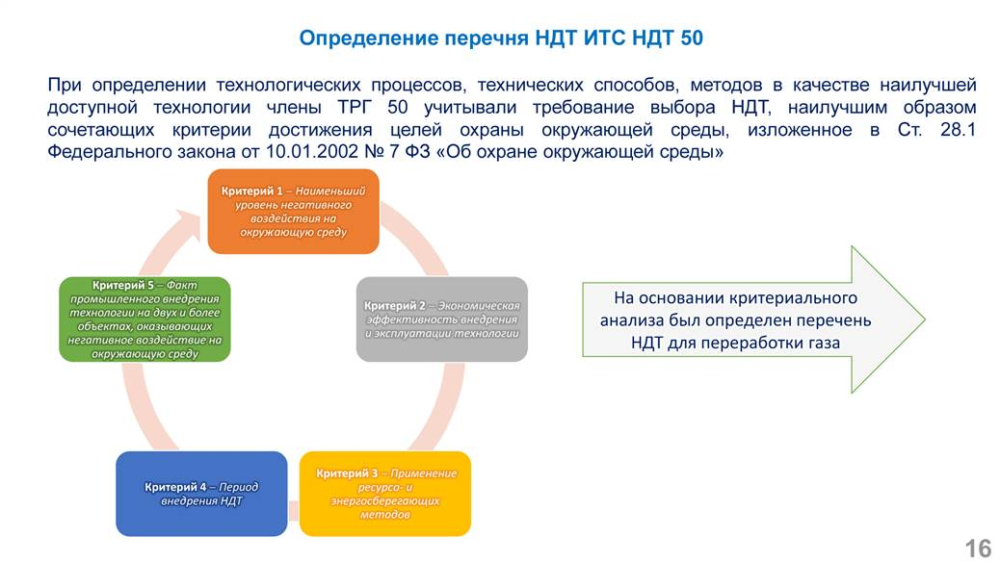 Определение перечня НДТ ИТС НДТ 50
При определении технологических процессов, технических способов, методов в качестве наилучшей
доступной технологии члены ТРГ 50 учитывали требование выбора НДТ, наилучшим образом
сочетающих критерии достижения целей охраны окружающей среды, изложенное в Ст. 28.1
Федерального закона от 10.01.2002 № 7 ФЗ «Об охране окружающей среды»
Критерий 1 – Наименьший
уровень негативного
воздействия на
окружающую среду
Критерий 2 – Экономическая
эффективность внедрения
и эксплуатации технологии
Критерий 3 – Применение
ресурсо- и
энергосберегающих
методов
Критерий 4 – Период
внедрения НДТ
Критерий 5 – Факт
промышленного внедрения
технологии на двух и более
объектах, оказывающих
негативное воздействие на
окружающую среду
На основании критериального
анализа был определен перечень
НДТ для переработки газа
16